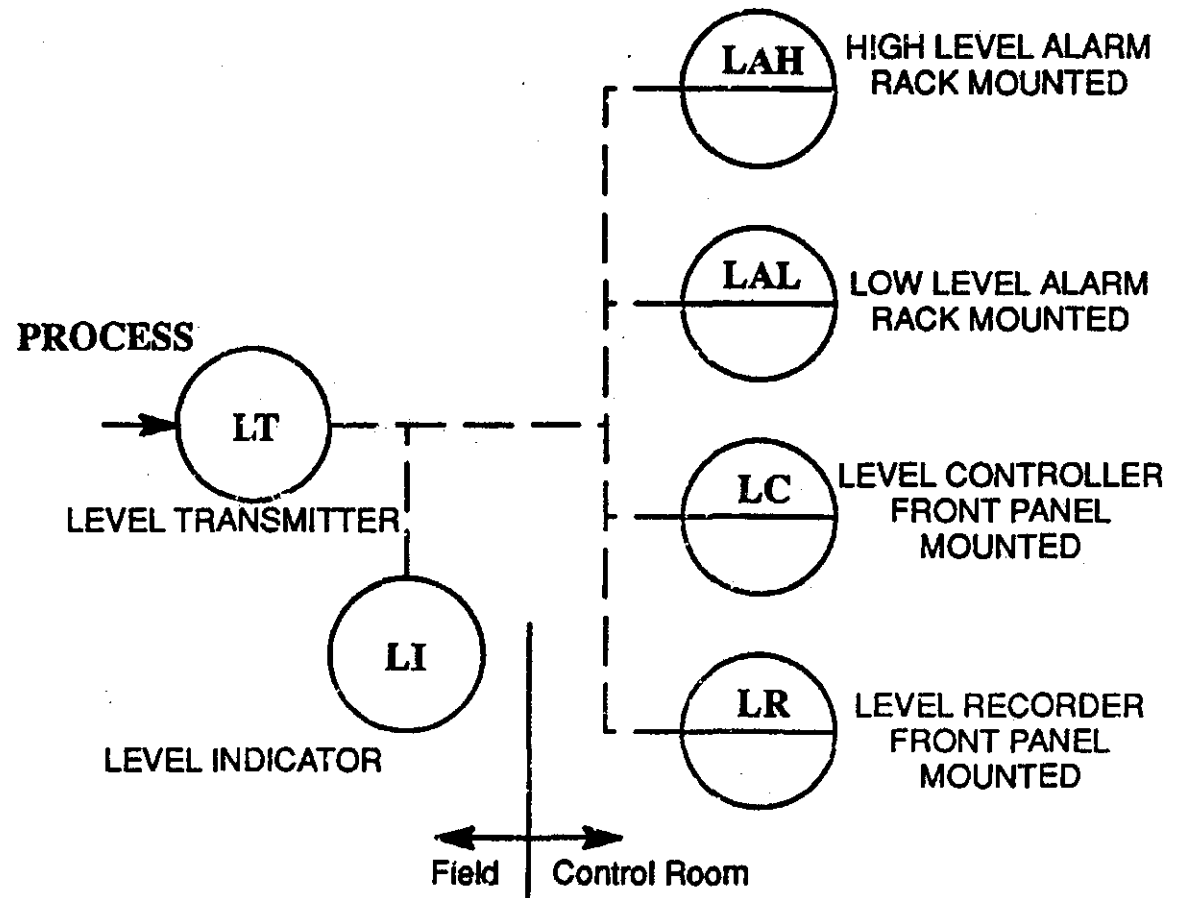 LAH
HIGH LEVEL ALARM
RACK MOUNTED
LAL
LOW LEVEL ALARM
RACK MOUNTED
PROCESS
LT
LEVEL TRANSMITTER
LC
LEVEL CONTROLLER
FRONT PANEL
MOUNTED
LI
LEVEL INDICATOR
LR
LEVEL RECORDER
FRONT PANEL
MOUNTED
Field
Control Room